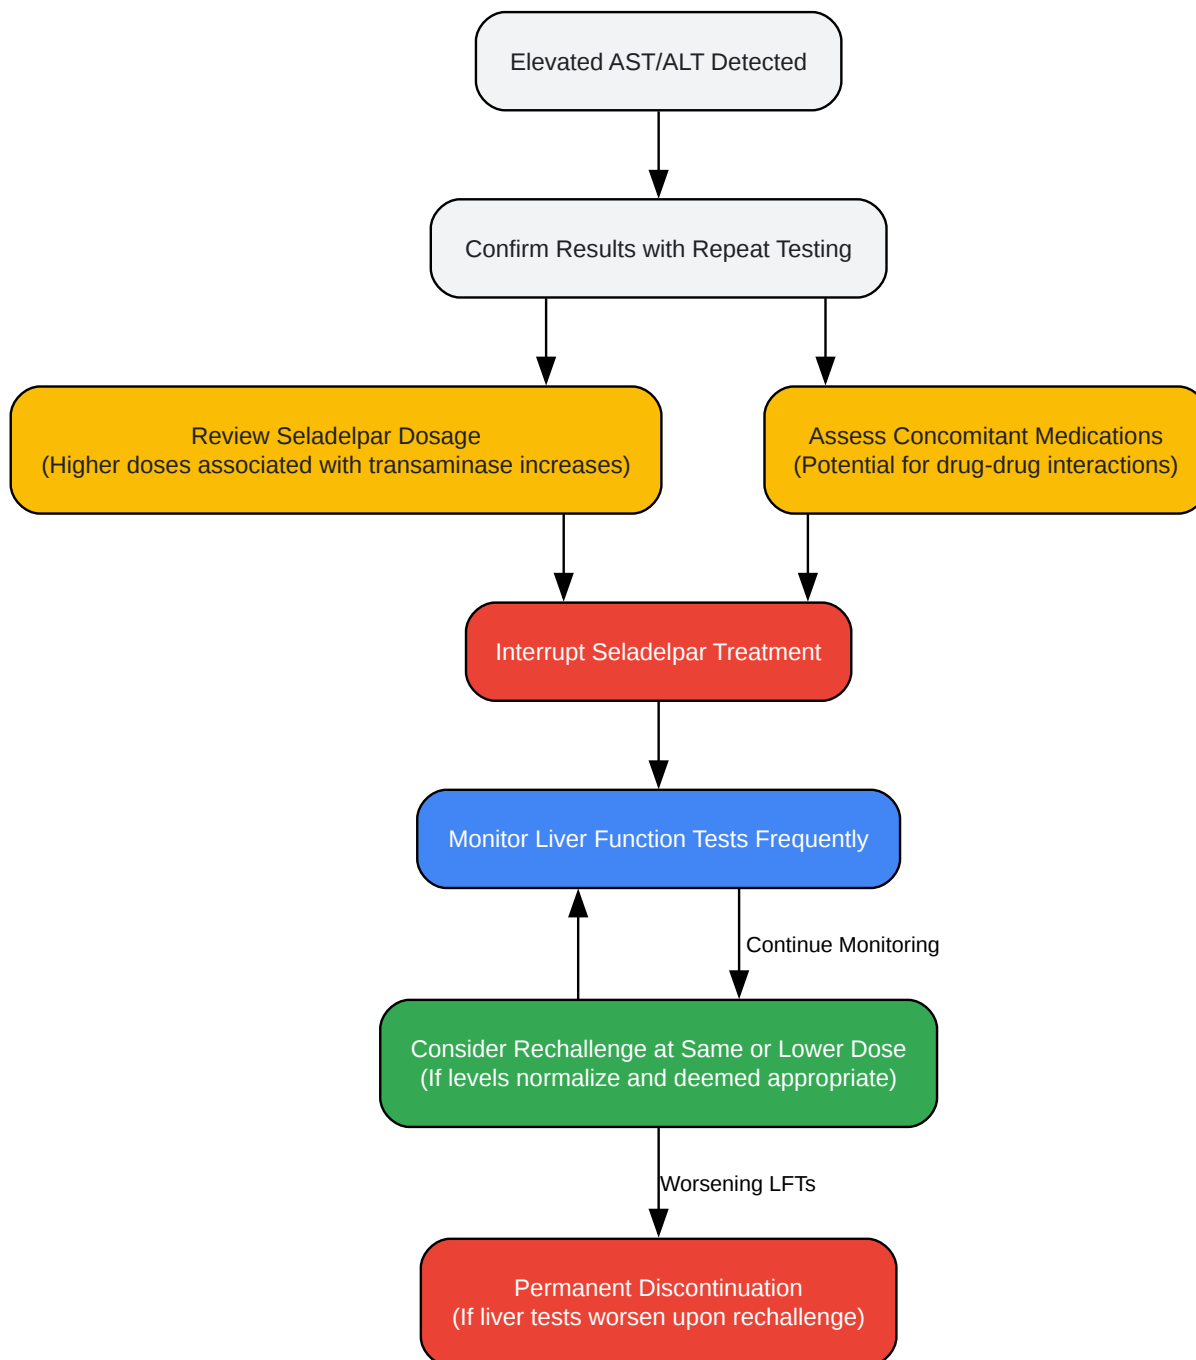 Elevated AST/ALT Detected
Confirm Results with Repeat Testing
Review Seladelpar Dosage
(Higher doses associated with transaminase increases)
Assess Concomitant Medications
(Potential for drug-drug interactions)
Interrupt Seladelpar Treatment
Monitor Liver Function Tests Frequently
Continue Monitoring
Consider Rechallenge at Same or Lower Dose
(If levels normalize and deemed appropriate)
Worsening LFTs
Permanent Discontinuation
(If liver tests worsen upon rechallenge)